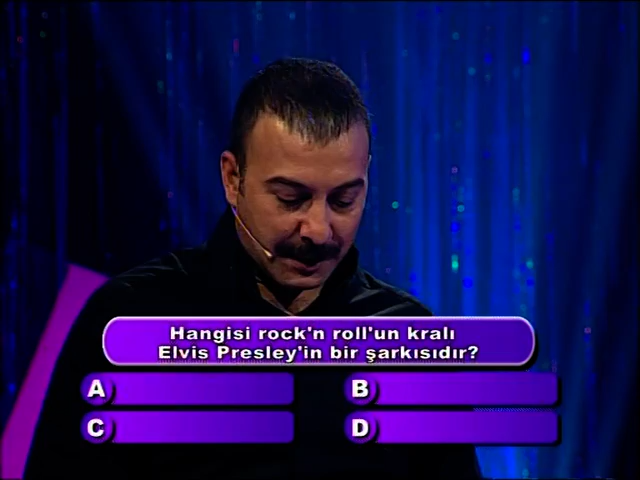 Hangisi rock'n roll'un kralı
Elvis Presley'in bir şarkısıdır?
A
B
C
D